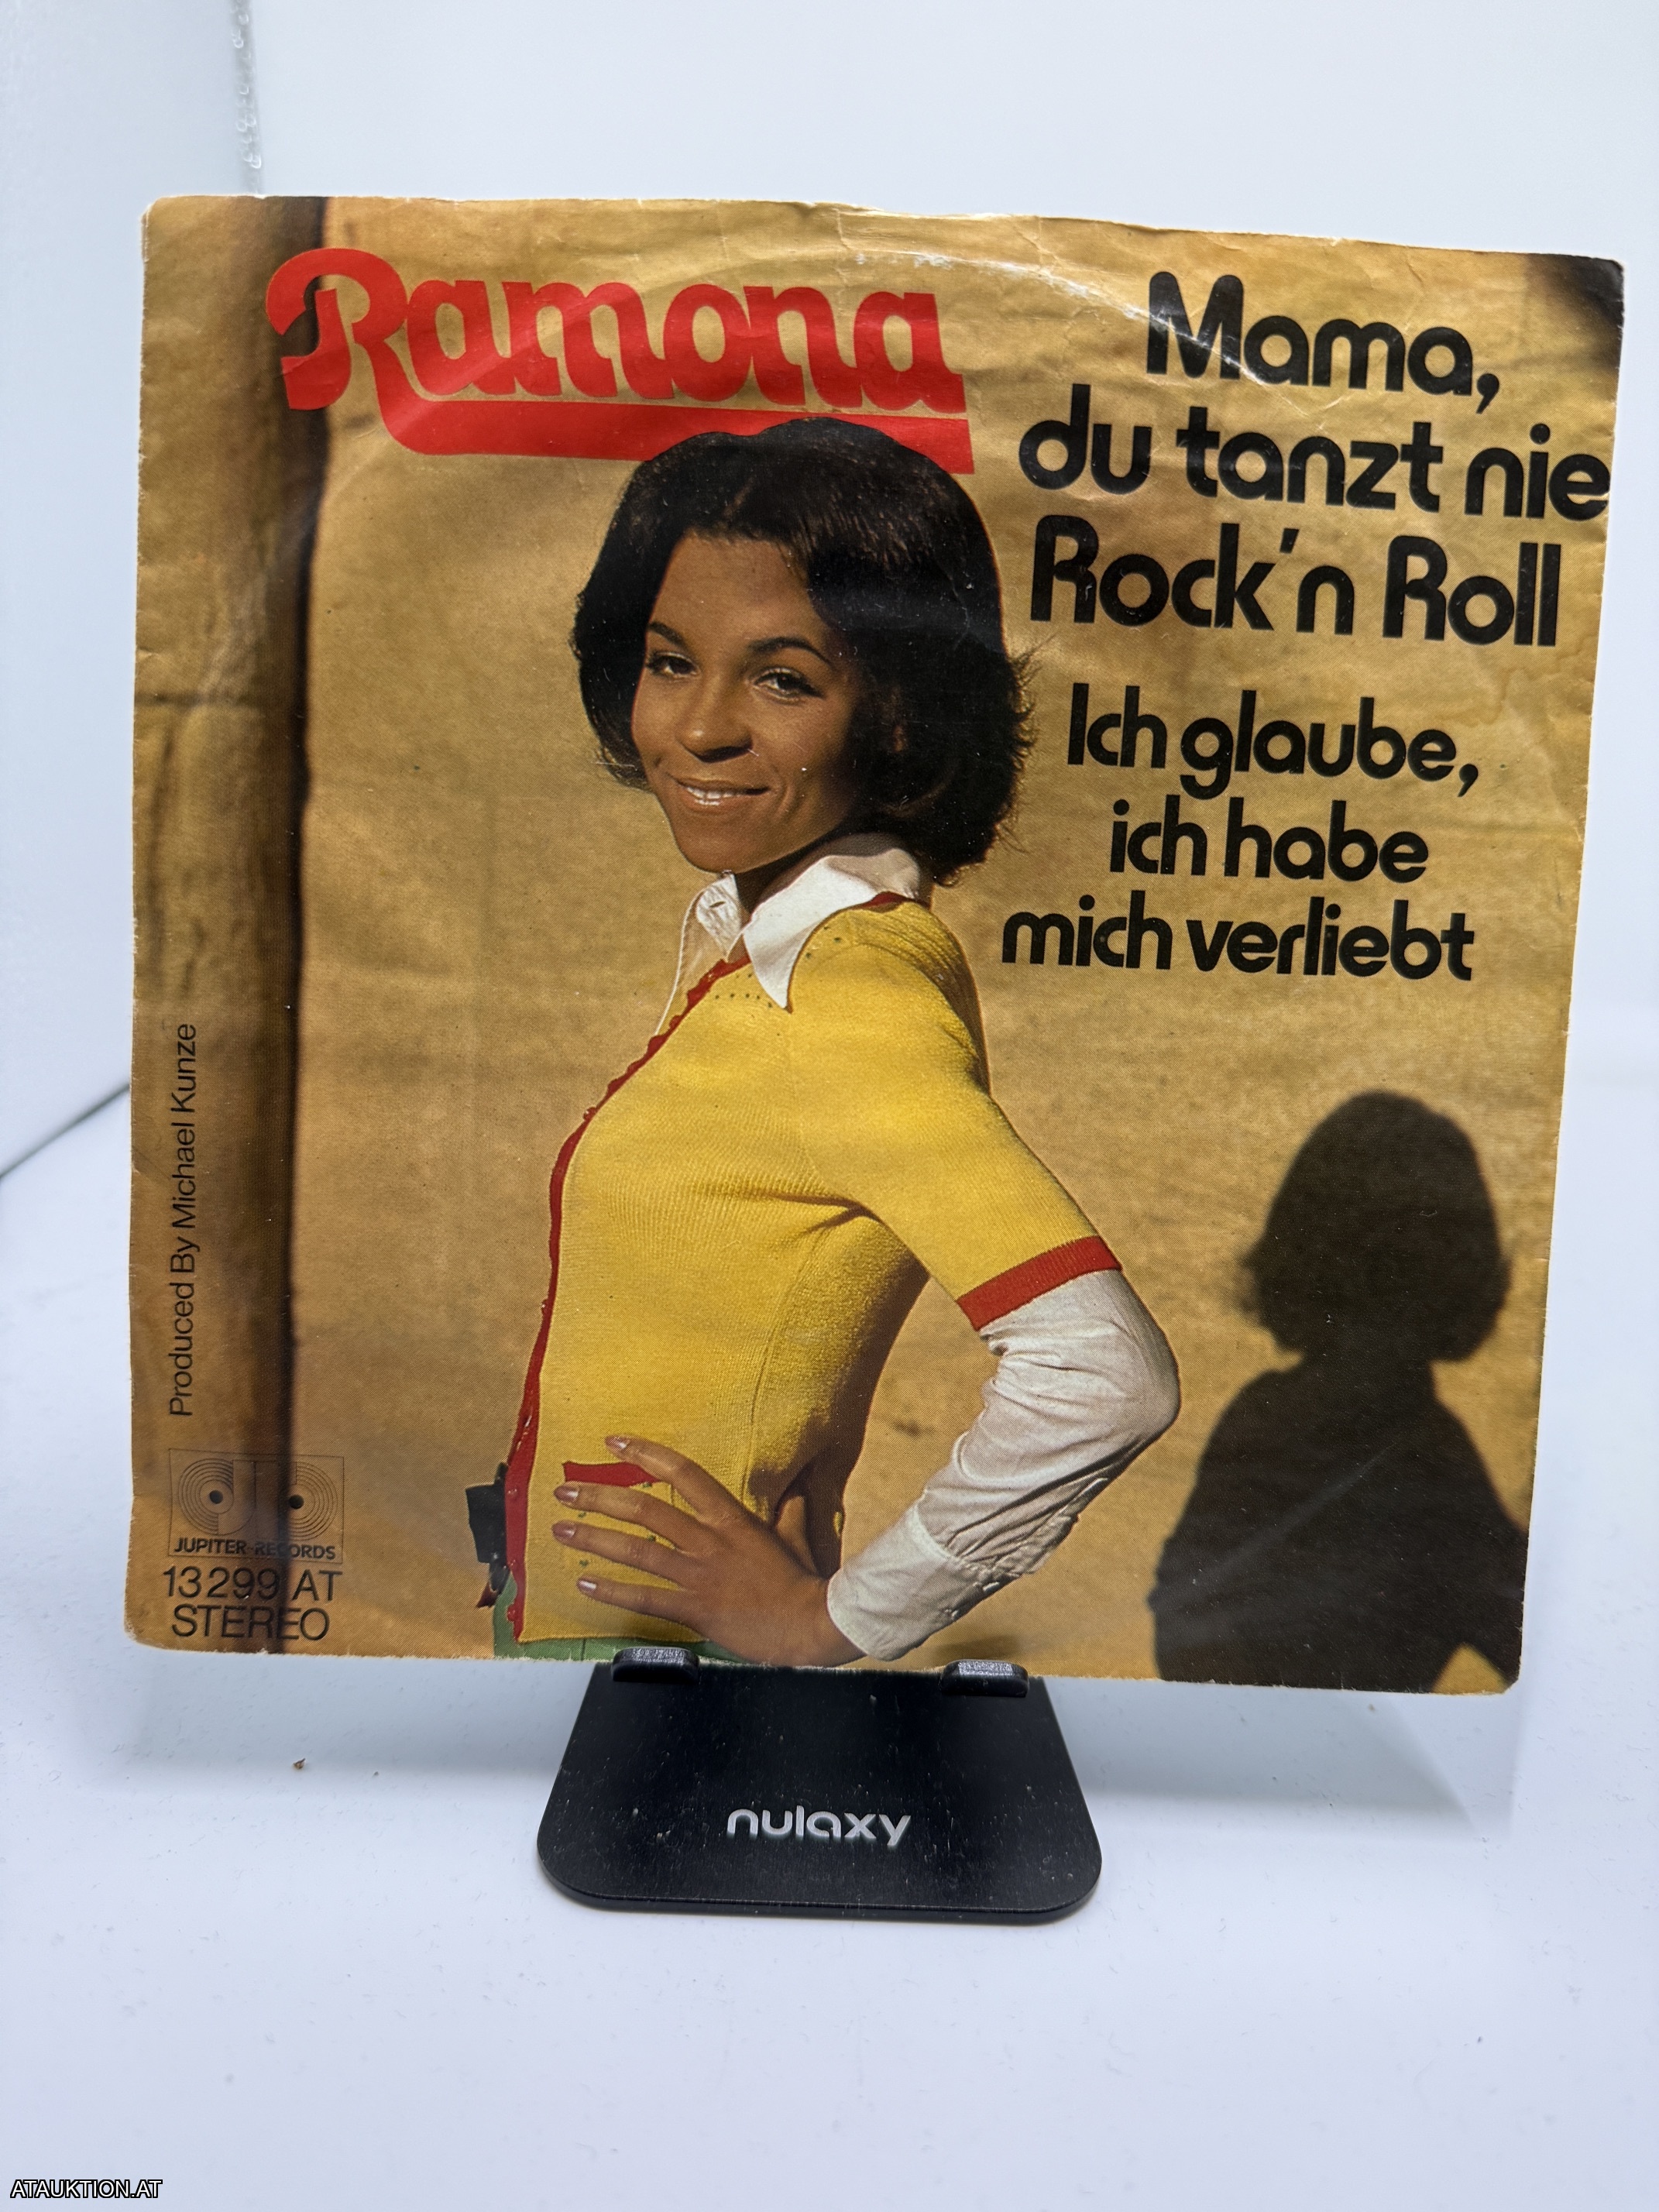 Ramona
Mama,
du tanzt nie
Rock'n Roll
Ich glaube,
ich habe
mich verliebt
Produced By Michael Kunze
JUPITER-RECORDS
13299 AT
STEREO
nulaxy
ATAUKTION.AT